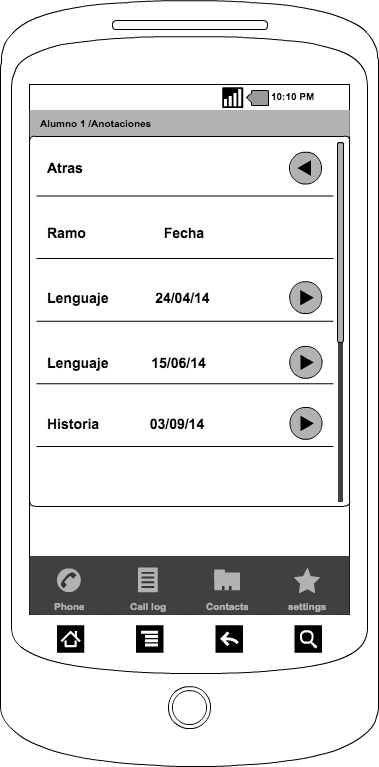 10:10 PM
Alumno 1 /Anotaciones
Atras
Ramo Fecha
Lenguaje 24/04/14
Lenguaje 15/06/14
Historia 03/09/14
Phone Call log Contacts settings